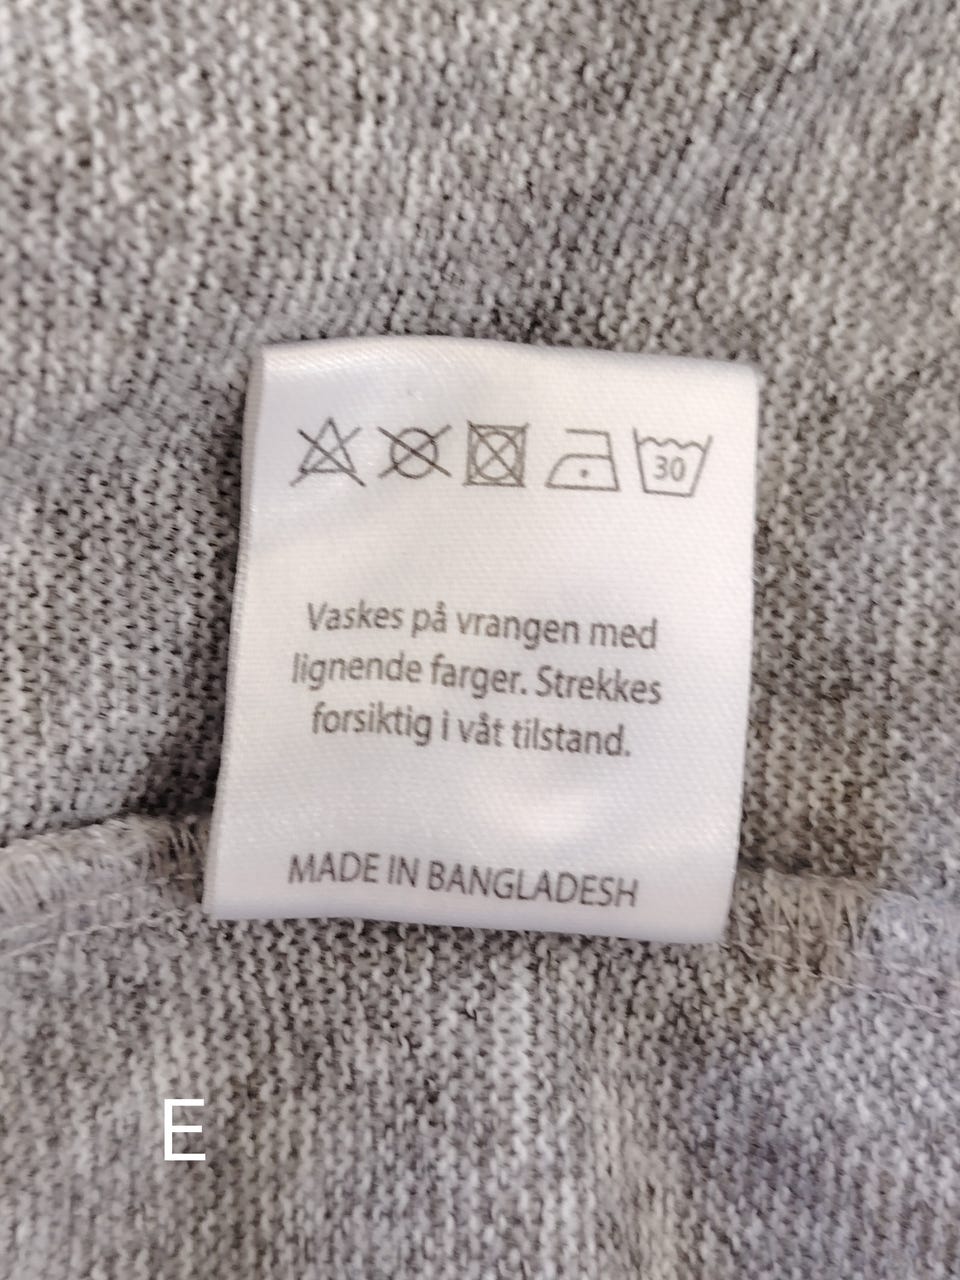 30
Vaskes på vrangen med
lignende farger. Strekkes
forsiktig i våt tilstand.
MADE IN BANGLADESH
E